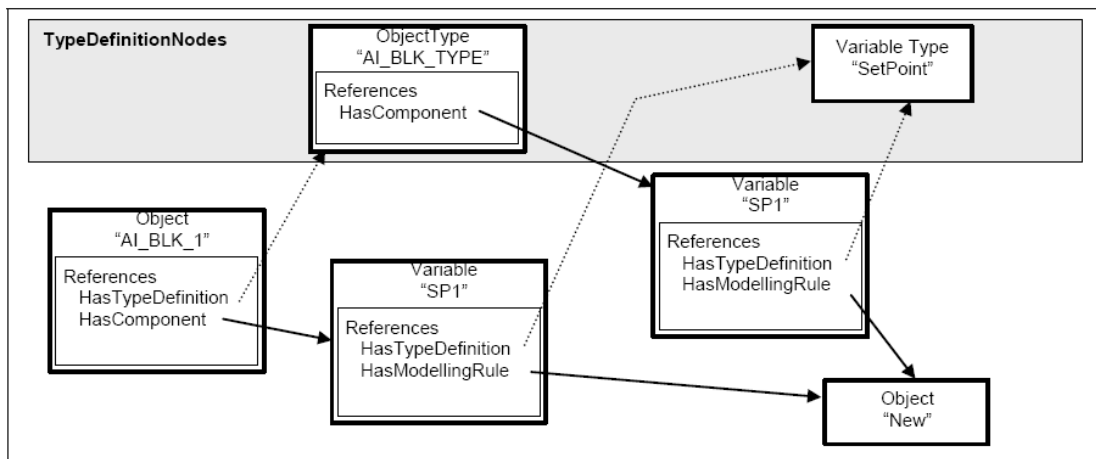 TypeDefinitionNodes
ObjectType
“AI_BLK_TYPE”
References
HasComponent
Variable Type
“SetPoint”
Object
“AI_BLK_1”
References
HasTypeDefinition
HasComponent
Variable
“SP1”
References
HasTypeDefinition
HasModellingRule
Variable
“SP1”
References
HasTypeDefinition
HasModellingRule
Object
“New”